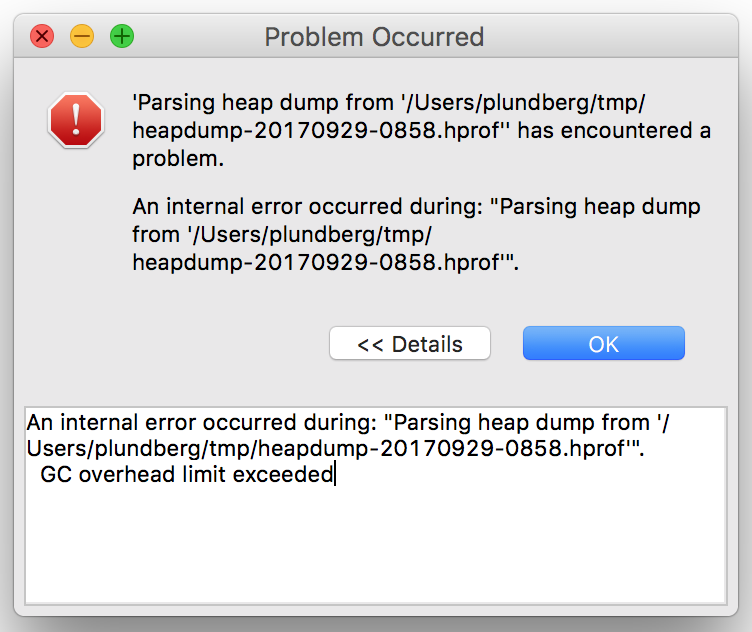 Problem Occurred
'Parsing heap dump from '/Users/plundberg/tmp/
heapdump-20170929-0858.hprof'' has encountered a
problem.
An internal error occurred during: "Parsing heap dump
from '/Users/plundberg/tmp/
heapdump-20170929-0858.hprof'".
<< Details
OK
An internal error occurred during: "Parsing heap dump from '/
Users/plundberg/tmp/heapdump-20170929-0858.hprof'".
GC overhead limit exceeded